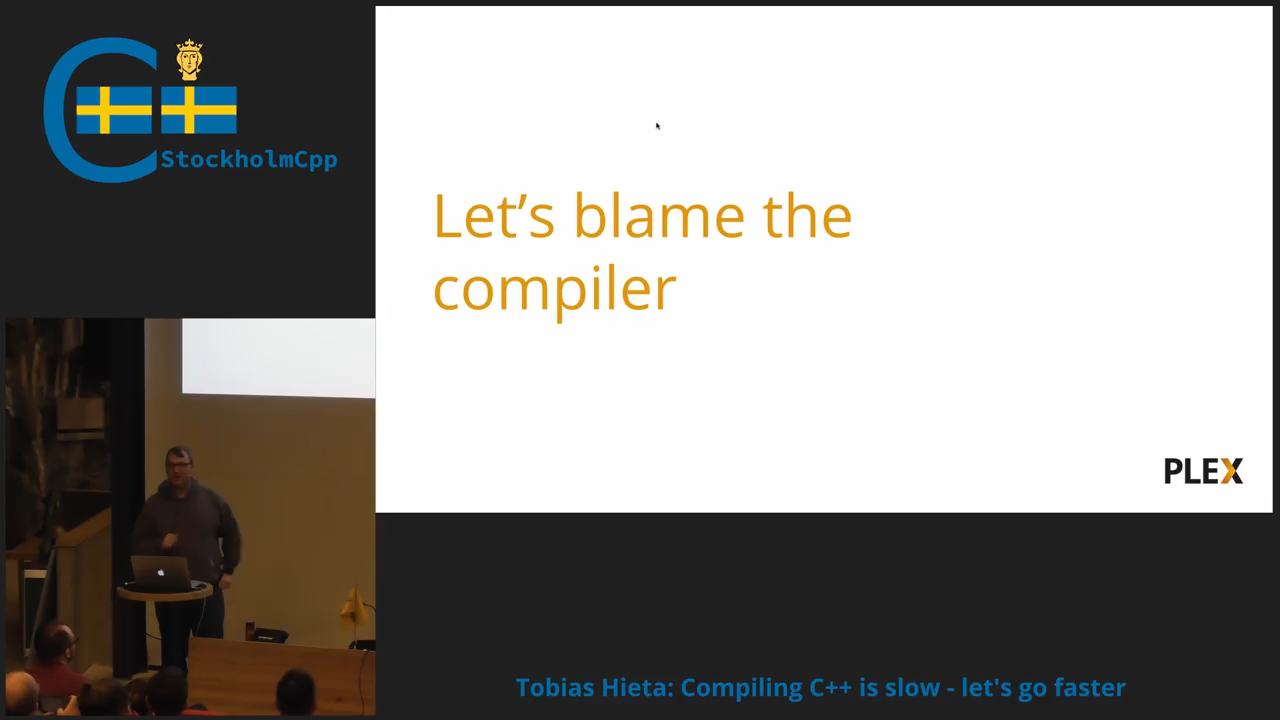 StockholmCpp
Let’s blame the
compiler
PLEX
Tobias Hieta: Compiling C++ is slow - let's go faster